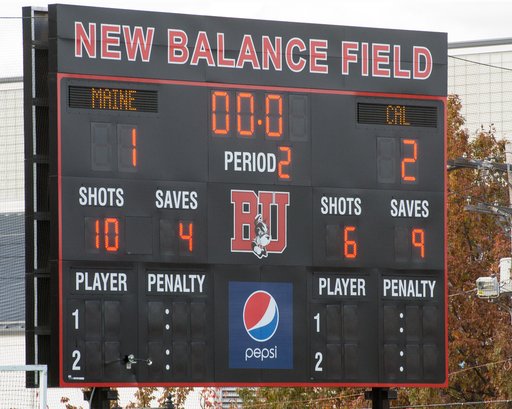 NEW BALANCE FIELD
MAINE 00:0 CAL
1 PERIOD 2 2
SHOTS SAVES BU SHOTS SAVES
10 4 6 9
PLAYER PENALTY PLAYER PENALTY
1 : 1 :
2 : 2 :
pepsi